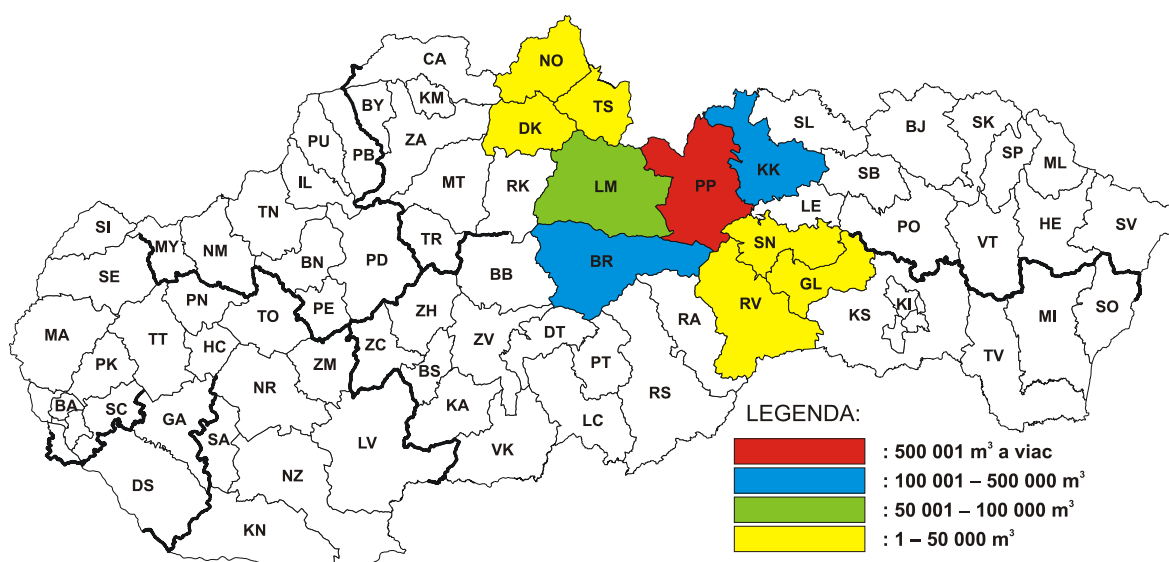 NO
CA
KM
BY
TS
DK
SL
BJ
SK
PU
ZA
PB
SP
ML
KK
SB
IL
MT
RK
LM
PP
LE
TN
HE
SV
SI
MY
NM
TR
PO
VT
SN
BN
PD
BB
BR
SE
GL
PN
PE
RV
KI
MA
TO
ZH
RA
KS
MI
SO
TT
HC
ZC
ZV
DT
TV
PK
ZM
BS
PT
NR
RS
BA
SC
GA
KA
LC
SA
LV
VK
DS
NZ
KN
LEGENDA:
: 500 001 m³ a viac
: 100 001 – 500 000 m³
: 50 001 – 100 000 m³
: 1 – 50 000 m³